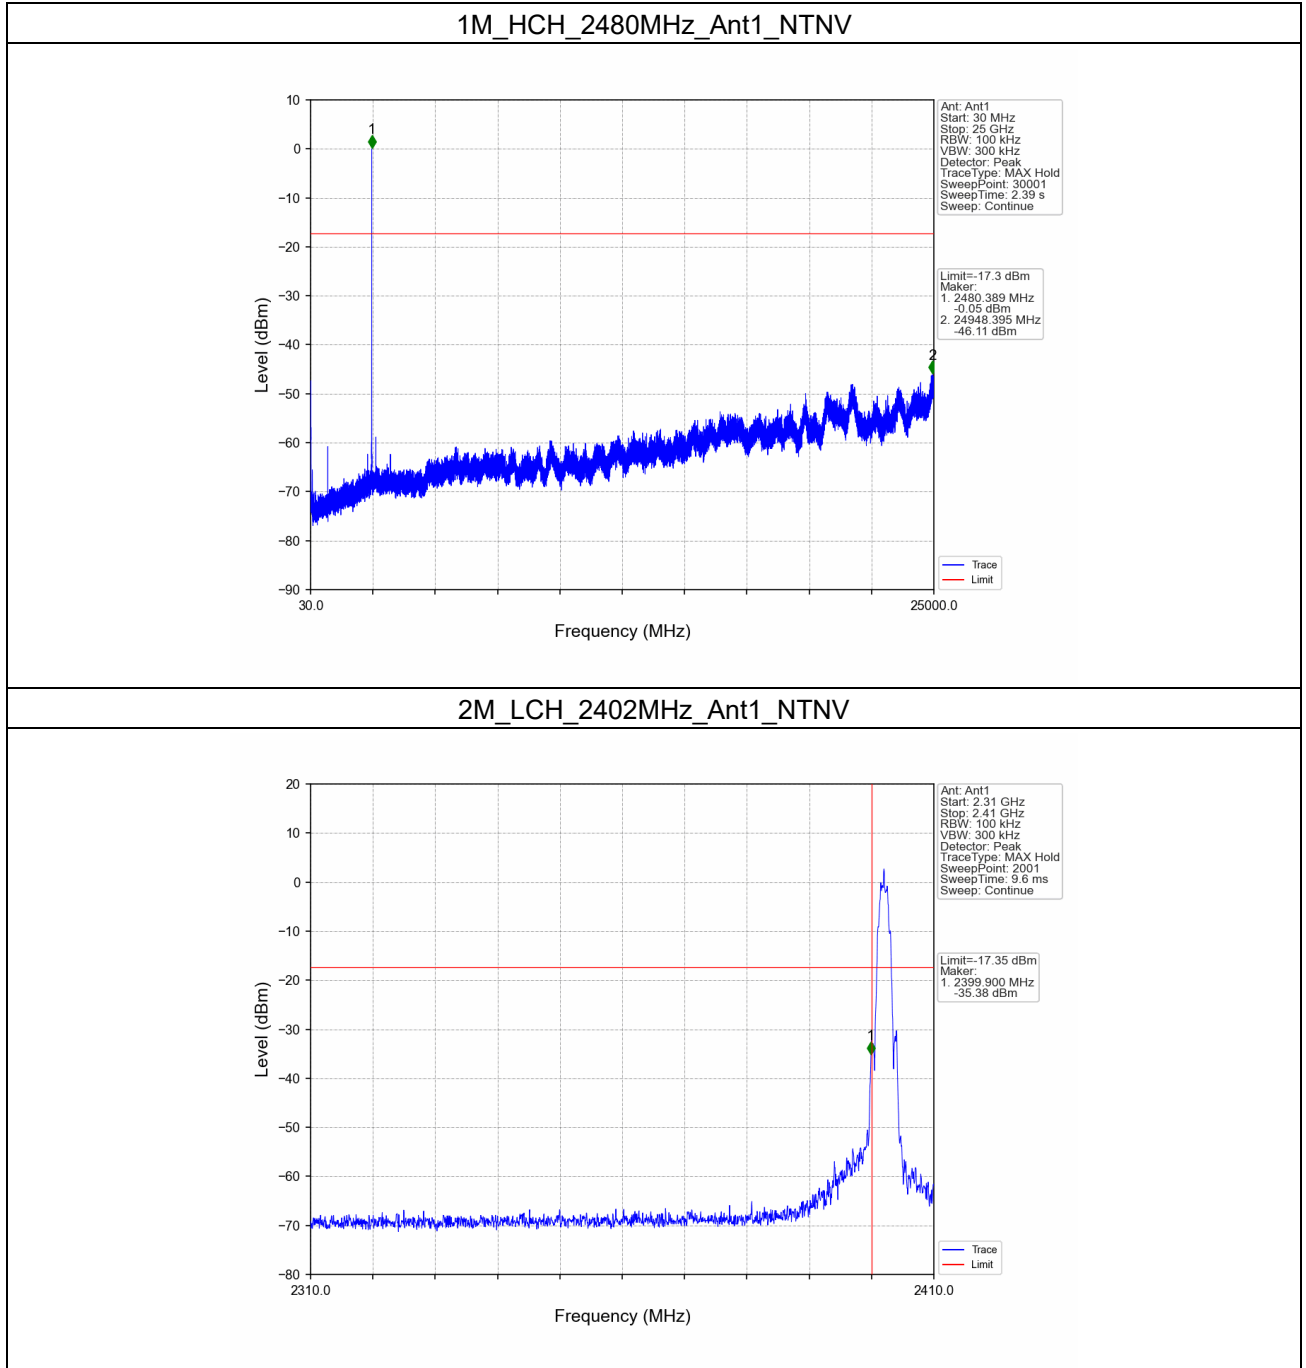 1M_HCH_2480MHz_Ant1_NTNV
10
0
−10
−20
−30
−40
−50
−60
−70
−80
−90
Level (dBm)
1
2
30.0
25000.0
Frequency (MHz)
Ant: Ant1
Start: 30 MHz
Stop: 25 GHz
RBW: 100 kHz
VBW: 300 kHz
Detector: Peak
TraceType: MAX Hold
SweepPoint: 30001
SweepTime: 2.39 s
Sweep: Continue
Limit=-17.3 dBm
Maker:
1. 2480.389 MHz
-0.05 dBm
2. 24948.395 MHz
-46.11 dBm
Trace
Limit
2M_LCH_2402MHz_Ant1_NTNV
20
10
0
−10
−20
−30
−40
−50
−60
−70
−80
Level (dBm)
1
2310.0
2410.0
Frequency (MHz)
Ant: Ant1
Start: 2.31 GHz
Stop: 2.41 GHz
RBW: 100 kHz
VBW: 300 kHz
Detector: Peak
TraceType: MAX Hold
SweepPoint: 2001
SweepTime: 9.6 ms
Sweep: Continue
Limit=-17.35 dBm
Maker:
1. 2399.900 MHz
-35.38 dBm
Trace
Limit